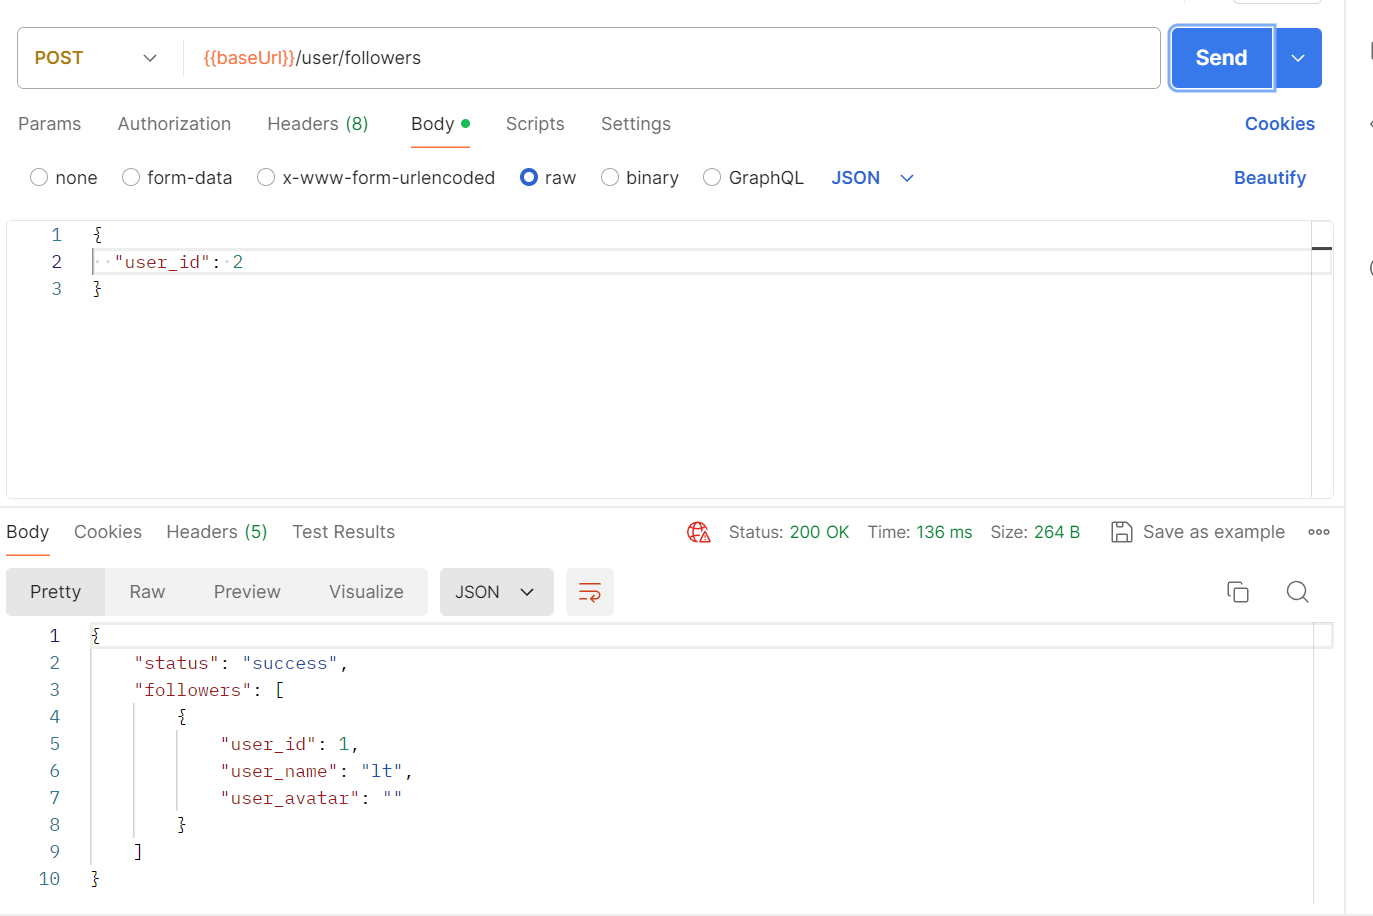 POST {{baseUrl}}/user/followers Send
Params Authorization Headers (8) Body Scripts Settings Cookies
none form-data x-www-form-urlencoded raw binary GraphQL JSON Beautify
1 {
2 "user_id": 2
3 }
Body Cookies Headers (5) Test Results Status: 200 OK Time: 136 ms Size: 264 B Save as example
Pretty Raw Preview Visualize JSON
1 {
2 "status": "success",
3 "followers": [
4 {
5 "user_id": 1,
6 "user_name": "lt",
7 "user_avatar": ""
8 }
9 ]
10 }